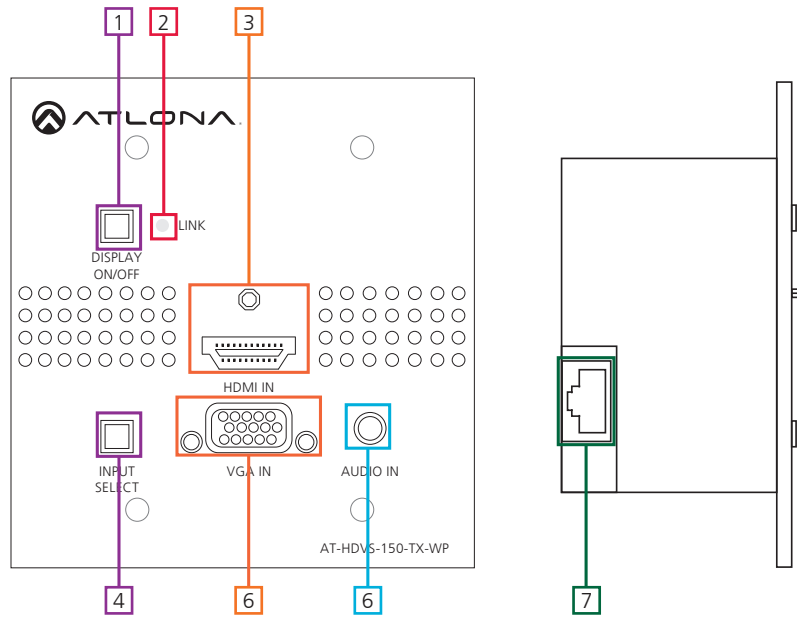 1 2 3
ATLONA.
LINK
DISPLAY
ON/OFF
HDMI IN
INPUT
SELECT
VGA IN
AUDIO IN
AT-HDVS-150-TX-WP
4 6 6 7